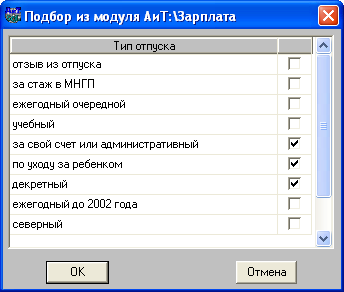 Подбор из модуля АиТ:\Зарплата
Тип отпуска
отзыв из отпуска
за стаж в МНГП
ежегодный очередной
учебный
за свой счет или административный
по уходу за ребенком
декретный
ежегодный до 2002 года
северный
OK
Отмена